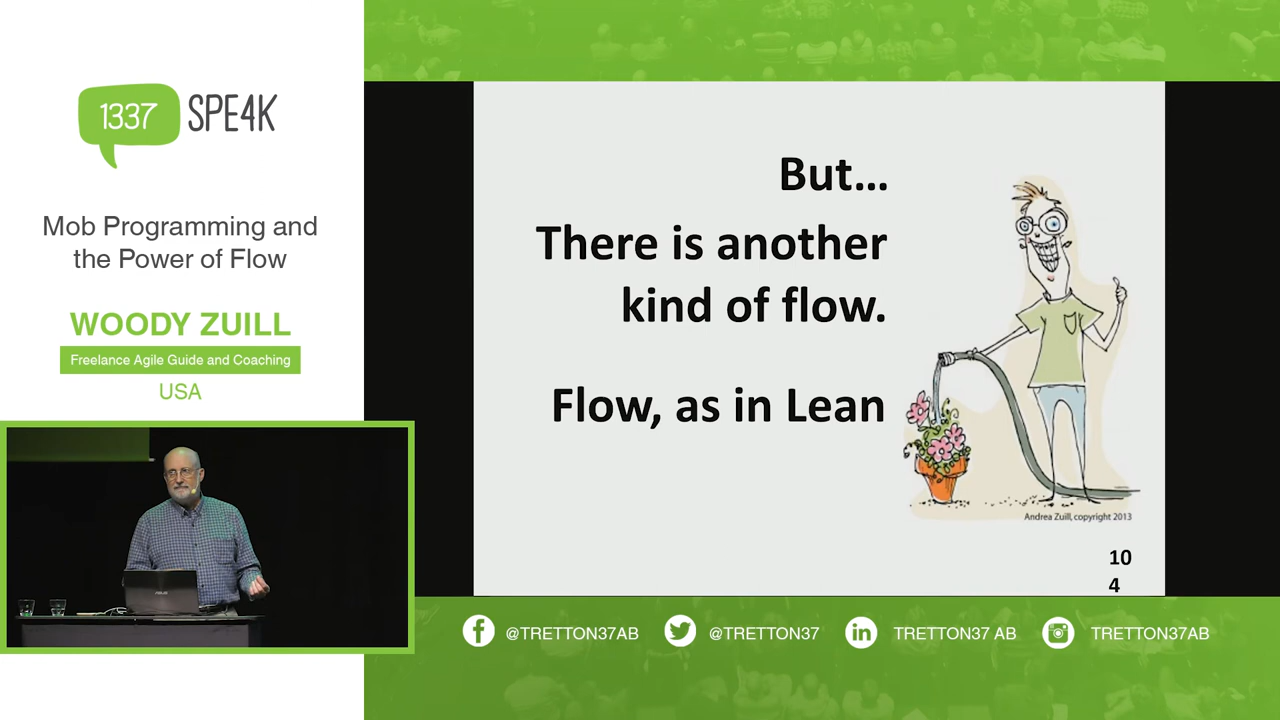 1337
SPE4K
Mob Programming and
the Power of Flow
WOODY ZUILL
Freelance Agile Guide and Coaching
USA
But...
There is another
kind of flow.
Flow, as in Lean
Andrea Zuill, copyright 2013
10
4
ASUS
@TRETTON37AB
@TRETTON37
TRETTON37 AB
TRETTON37AB